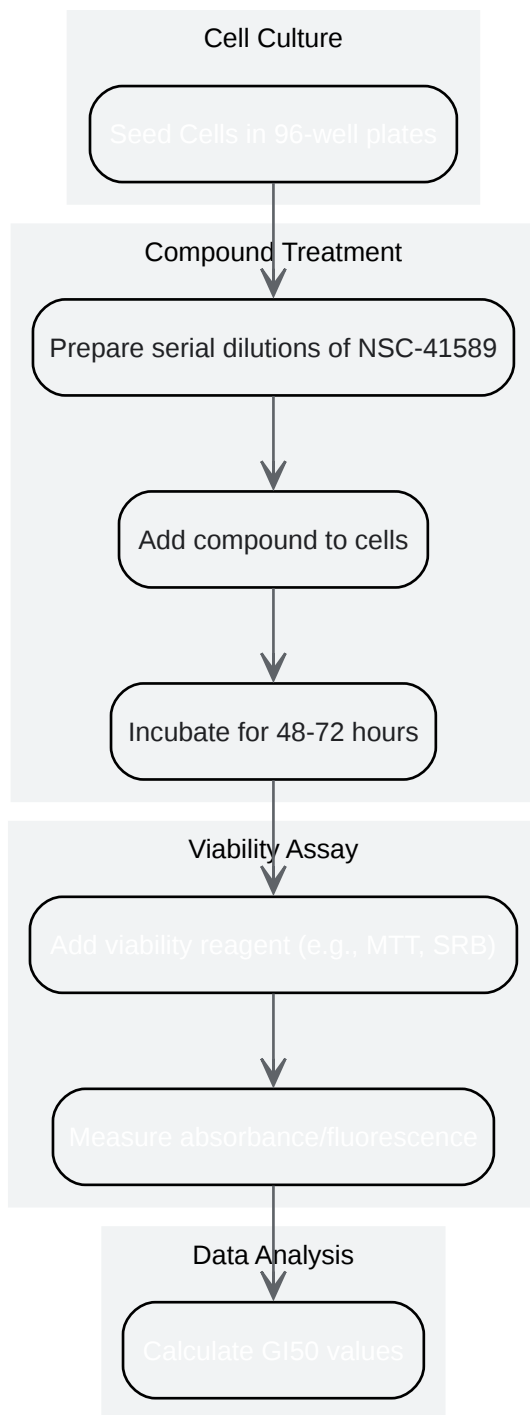 Cell Culture
Seed Cells in 96-well plates
Compound Treatment
Prepare serial dilutions of NSC-41589
Add compound to cells
Incubate for 48-72 hours
Viability Assay
Add viability reagent (e.g., MTT, SRB)
Measure absorbance/fluorescence
Data Analysis
Calculate GI50 values